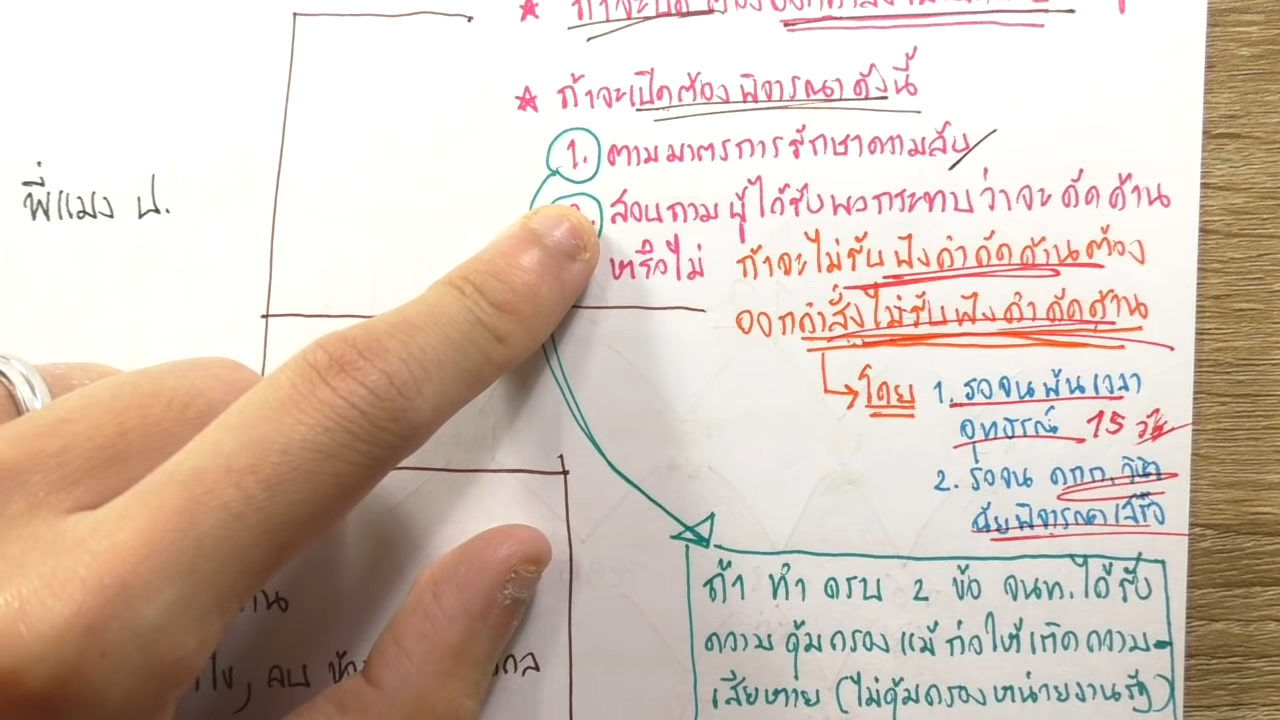 ★ ถ้าจะเปิดต้องพิจารณาดังนี้
1. ตามมาตรการรักษาความลับ
สอบถามผู้ได้รับผลกระทบว่าจะคัดค้าน
หรือไม่ ถ้าจะไม่รับฟังคำคัดค้านต้อง
ออกคำสั่งไม่รับฟังคำคัดค้าน
โดย 1. รอจนพ้นเวลา
อุทธรณ์ 15 วัน
2. รอจน คกก. วินิจ
ฉัยพิจารณาเสร็จ
ถ้า ทำ ครบ 2 ข้อ จนท. ได้รับ
ความคุ้มครองแม้ก่อให้เกิดความ-
เสียหาย (ไม่คุ้มครองหน่วยงานรัฐ)
พี่แมง ป.